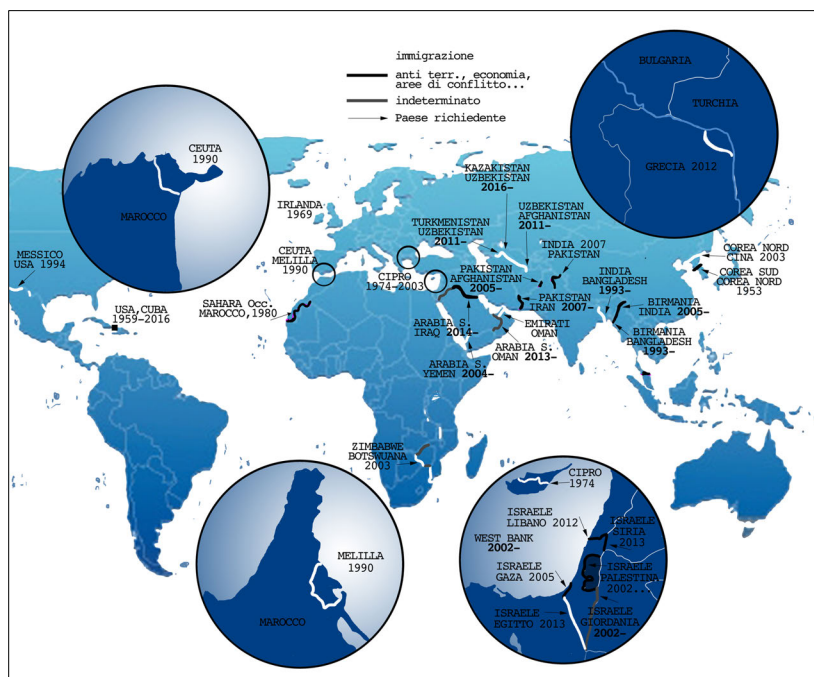 immigrazione
anti terr., economia,
aree di conflitto...
indeterminato
Paese richiedente
BULGARIA
TURCHIA
GRECIA 2012
CEUTA
1990
MAROCCO
KAZAKISTAN
UZBEKISTAN
2016-
IRLANDA
1969
TURKMENISTAN
UZBEKISTAN
2011-
UZBEKISTAN
AFGHANISTAN
2011-
INDIA 2007
PAKISTAN
COREA NORD
CINA 2003
MESSICO
USA 1994
CEUTA
MELILLA
1990
CIPRO
1974-2003
PAKISTAN
AFGHANISTAN
2005-
INDIA
BANGLADESH
1993-
COREA SUD
COREA NORD
1953
USA,CUBA
1959-2016
SAHARA Occ.
MAROCCO,1980
PAKISTAN
IRAN 2007-
BIRMANIA
INDIA 2005-
ARABIA S.
IRAQ 2014-
EMIRATI
OMAN
BIRMANIA
BANGLADESH
1993-
ARABIA S.
OMAN 2013-
ARABIA S.
YEMEN 2004-
ZIMBABWE
BOTSWUANA
2003
MELILLA
1990
MAROCCO
CIPRO
1974
ISRAELE
LIBANO 2012
ISRAELE
SIRIA
2013
WEST BANK
2002-
ISRAELE
GAZA 2005
ISRAELE
PALESTINA
2002...
ISRAELE
EGITTO 2013
ISRAELE
GIORDANIA
2002-